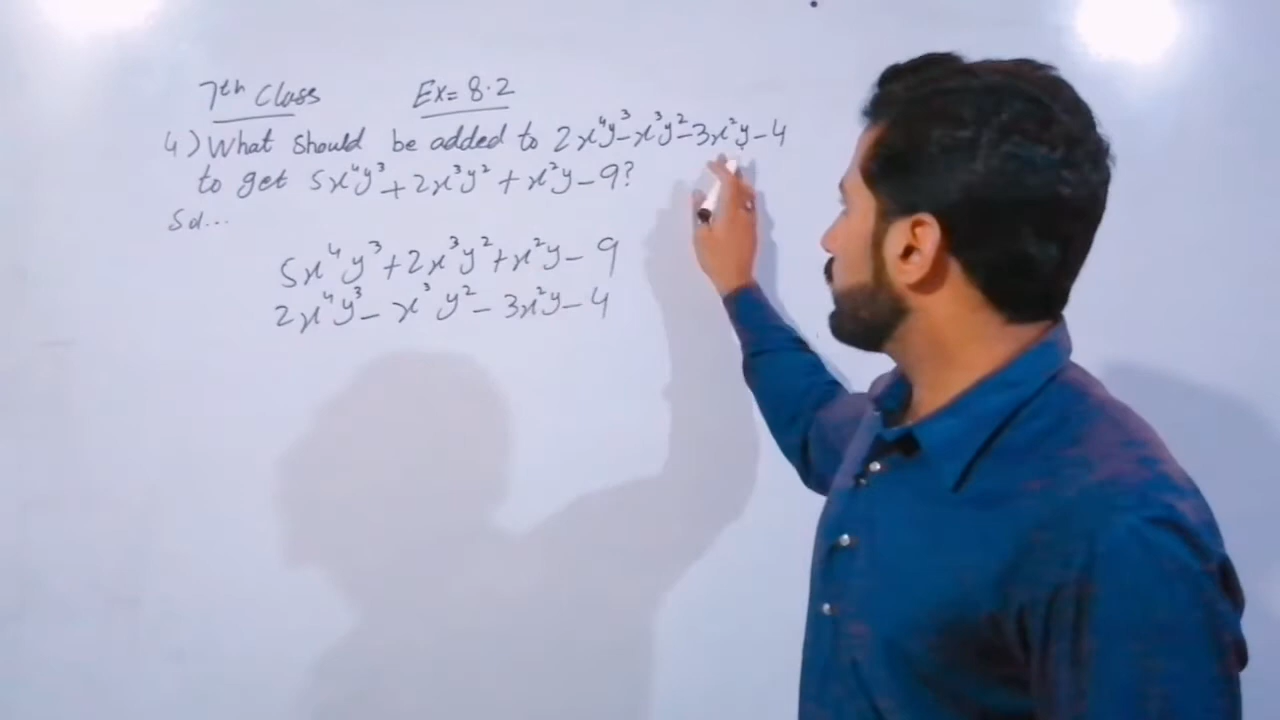 7th Class Ex= 8.2
4) What should be added to 2x⁴y³-x³y²-3x²y-4
to get 5x⁴y³+2x³y²+x²y-9?
Sol...
5x⁴y³+2x³y²+x²y-9
2x⁴y³-x³y²-3x²y-4